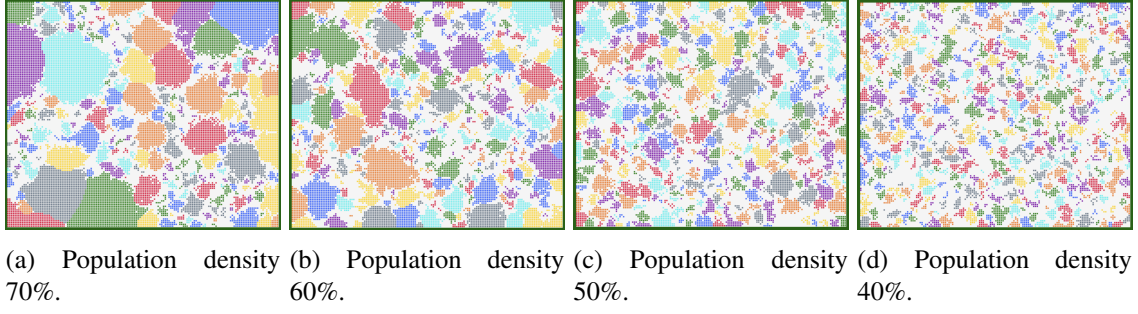 (a) Population density
70%.
(b) Population density
60%.
(c) Population density
50%.
(d) Population density
40%.